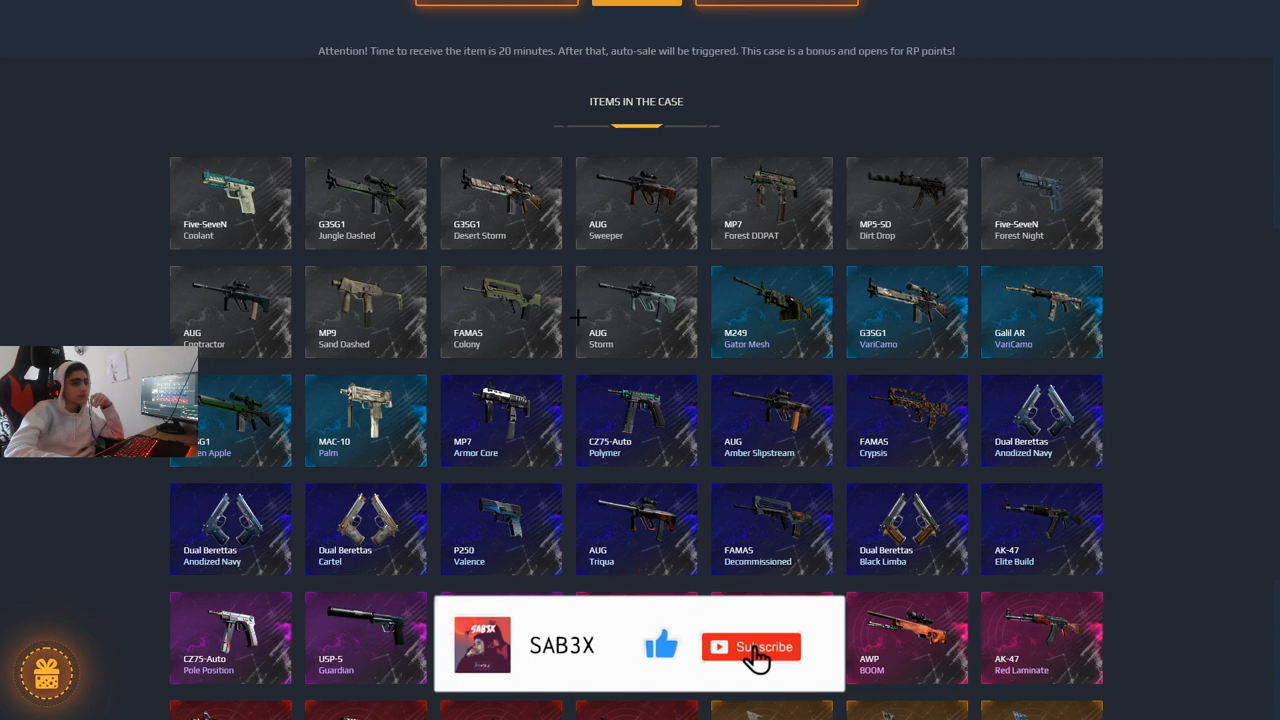 Attention! Time to receive the item is 20 minutes. After that, auto-sale will be triggered. This case is a bonus and opens for RP points!
ITEMS IN THE CASE
Five-SeveN
Coolant
G3SG1
Jungle Dashed
G3SG1
Desert Storm
AUG
Sweeper
MP7
Forest DDPAT
MP5-SD
Dirt Drop
Five-SeveN
Forest Night
AUG
Contractor
MP9
Sand Dashed
FAMAS
Colony
AUG
Storm
M249
Gator Mesh
G3SG1
VariCamo
Galil AR
VariCamo
Apple
MAC-10
Palm
MP7
Armor Core
CZ75-Auto
Polymer
AUG
Amber Slipstream
FAMAS
Crypsis
Dual Berettas
Anodized Navy
Dual Berettas
Anodized Navy
Dual Berettas
Cartel
P250
Valence
AUG
Triqua
FAMAS
Decommissioned
Dual Berettas
Black Limba
AK-47
Elite Build
CZ75-Auto
Pole Position
USP-S
Guardian
SAB3X
SAB3X
Subscribe
AWP
BOOM
AK-47
Red Laminate